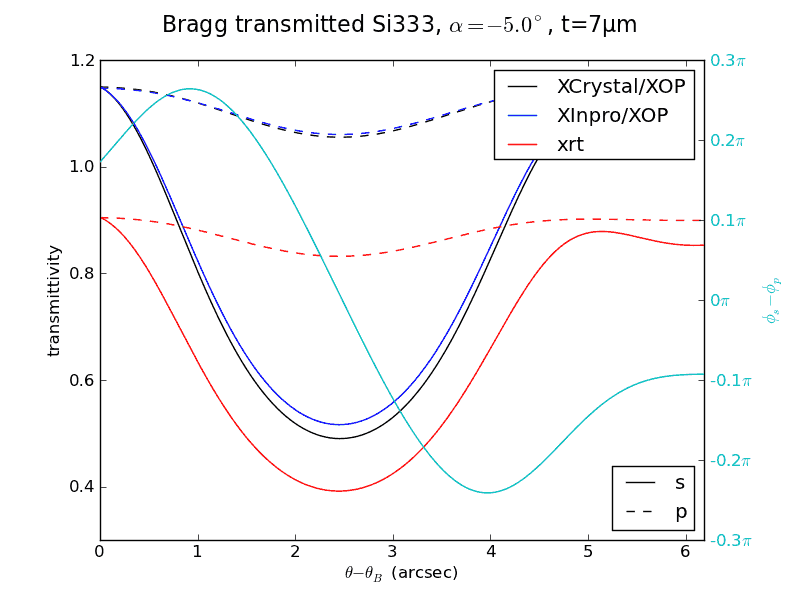 Bragg transmitted Si333, α=−5.0°, t=7μm
1.2
1.0
0.8
0.6
0.4
transmittivity
XCrystal/XOP
XInpro/XOP
xrt
s
p
0.3π
0.2π
0.1π
0π
-0.1π
-0.2π
-0.3π
ϕs−ϕp
0 1 2 3 4 5 6
θ−θB (arcsec)